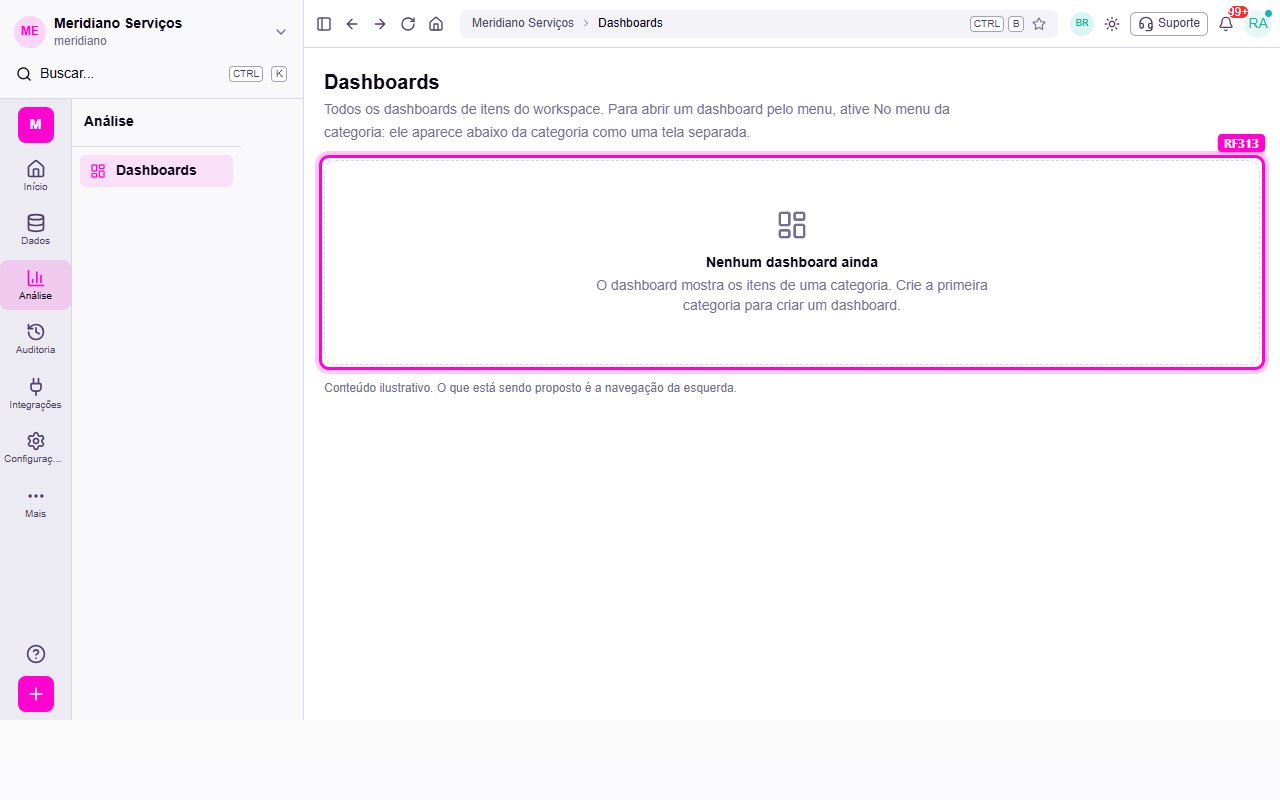 ME
Meridiano Serviços
meridiano
Buscar...
CTRL K
Meridiano Serviços
Dashboards
CTRL B
BR
Suporte
99+
RA
M
Início
Dados
Análise
Auditoria
Integrações
Configuraç...
Mais
Análise
Dashboards
Dashboards
Todos os dashboards de itens do workspace. Para abrir um dashboard pelo menu, ative No menu da
categoria: ele aparece abaixo da categoria como uma tela separada.
RF313
Nenhum dashboard ainda
O dashboard mostra os itens de uma categoria. Crie a primeira
categoria para criar um dashboard.
Conteúdo ilustrativo. O que está sendo proposto é a navegação da esquerda.